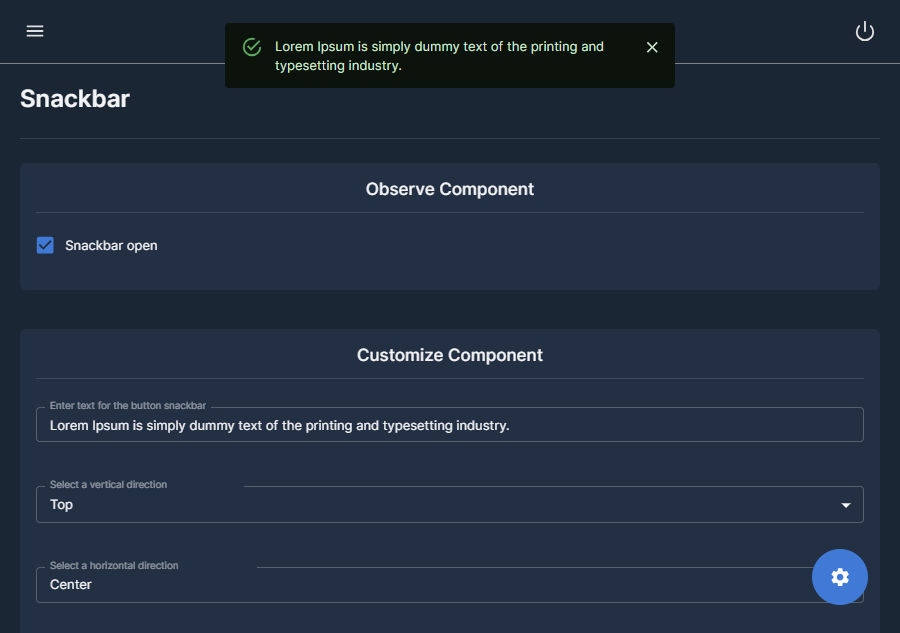 Lorem Ipsum is simply dummy text of the printing and
typesetting industry.
Snackbar
Observe Component
Snackbar open
Customize Component
Enter text for the button snackbar
Lorem Ipsum is simply dummy text of the printing and typesetting industry.
Select a vertical direction
Top
Select a horizontal direction
Center